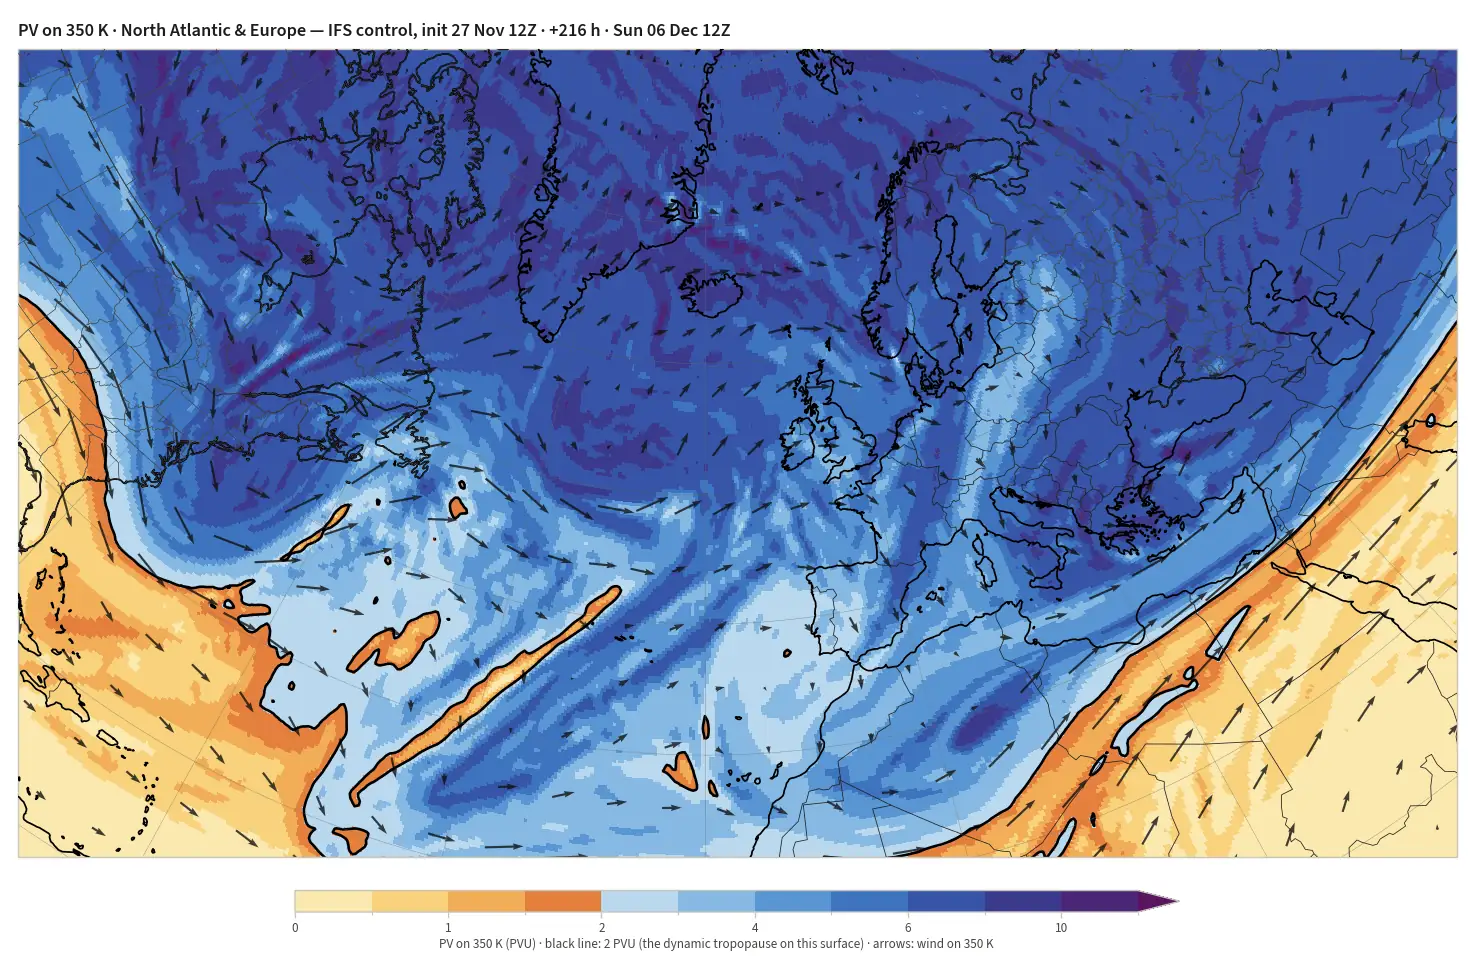 PV on 350 K · North Atlantic & Europe — IFS control, init 27 Nov 12Z · +216 h · Sun 06 Dec 12Z
0 1 2 4 6 10
PV on 350 K (PVU) · black line: 2 PVU (the dynamic tropopause on this surface) · arrows: wind on 350 K